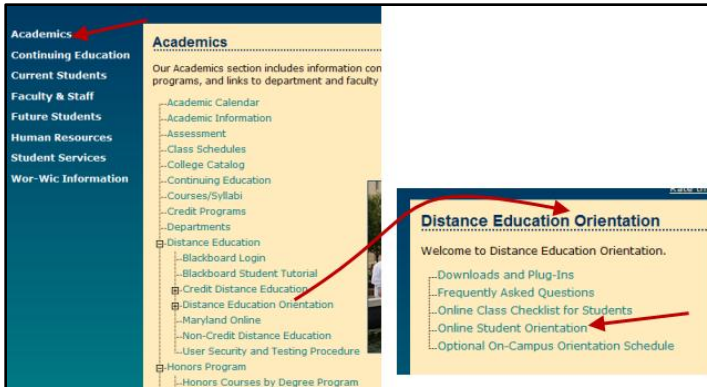 Academics
Continuing Education
Current Students
Faculty & Staff
Future Students
Human Resources
Student Services
Wor-Wic Information
Academics
Our Academics section includes information con
programs, and links to department and faculty
Academic Calendar
Academic Information
Assessment
Class Schedules
College Catalog
Continuing Education
Courses/Syllabi
Credit Programs
Departments
Distance Education
Blackboard Login
Blackboard Student Tutorial
Credit Distance Education
Distance Education Orientation
Maryland Online
Non-Credit Distance Education
User Security and Testing Procedure
Honors Program
Honors Courses by Degree Program
Distance Education Orientation
Welcome to Distance Education Orientation.
Downloads and Plug-Ins
Frequently Asked Questions
Online Class Checklist for Students
Online Student Orientation
Optional On-Campus Orientation Schedule